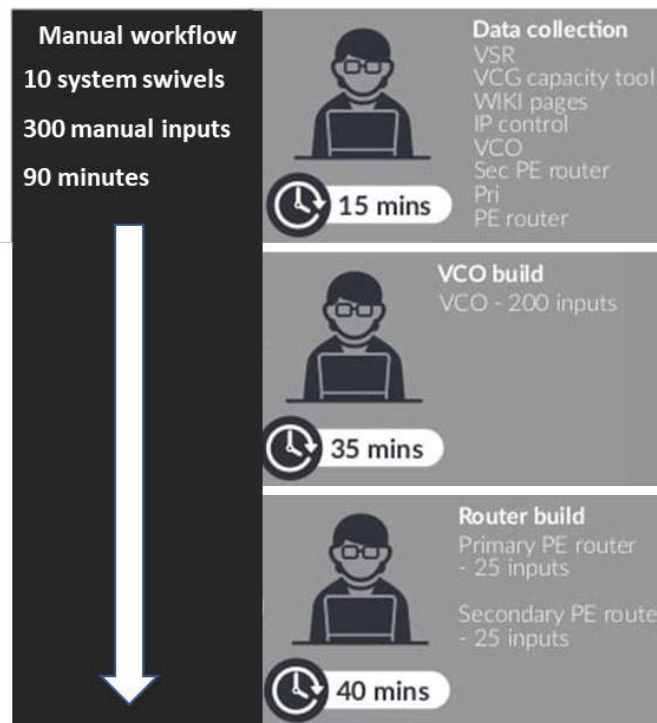 Manual workflow
10 system swivels
300 manual inputs
90 minutes
Data collection
VSR
VCG capacity tool
WIKI pages
IP control
VCO
Sec PE router
Pri
PE router
15 mins
VCO build
VCO - 200 inputs
35 mins
Router build
Primary PE router
- 25 inputs
Secondary PE route
- 25 inputs
40 mins